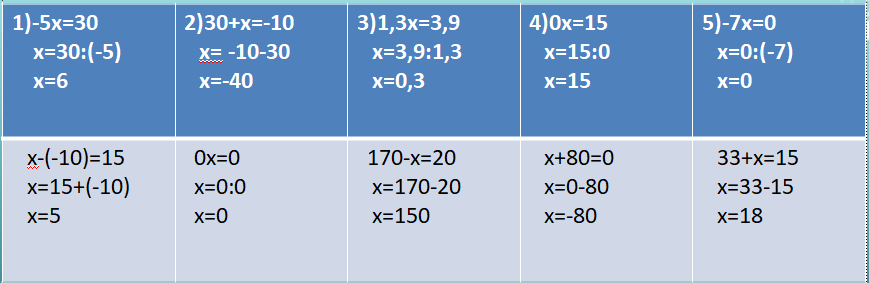 1)-5x=30
x=30:(-5)
x=6
2)30+x=-10
x= -10-30
x=-40
3)1,3x=3,9
x=3,9:1,3
x=0,3
4)0x=15
x=15:0
x=15
5)-7x=0
x=0:(-7)
x=0
x-(-10)=15
x=15+(-10)
x=5
0x=0
x=0:0
x=0
170-x=20
x=170-20
x=150
x+80=0
x=0-80
x=-80
33+x=15
x=33-15
x=18